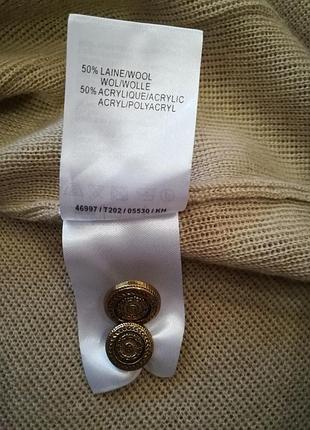 50% LAINE/WOOL
WOL/WOLLE
50% ACRYLIQUE/ACRYLIC
ACRYL/POLYACRYL
46997 / T202 / 05530 / KH